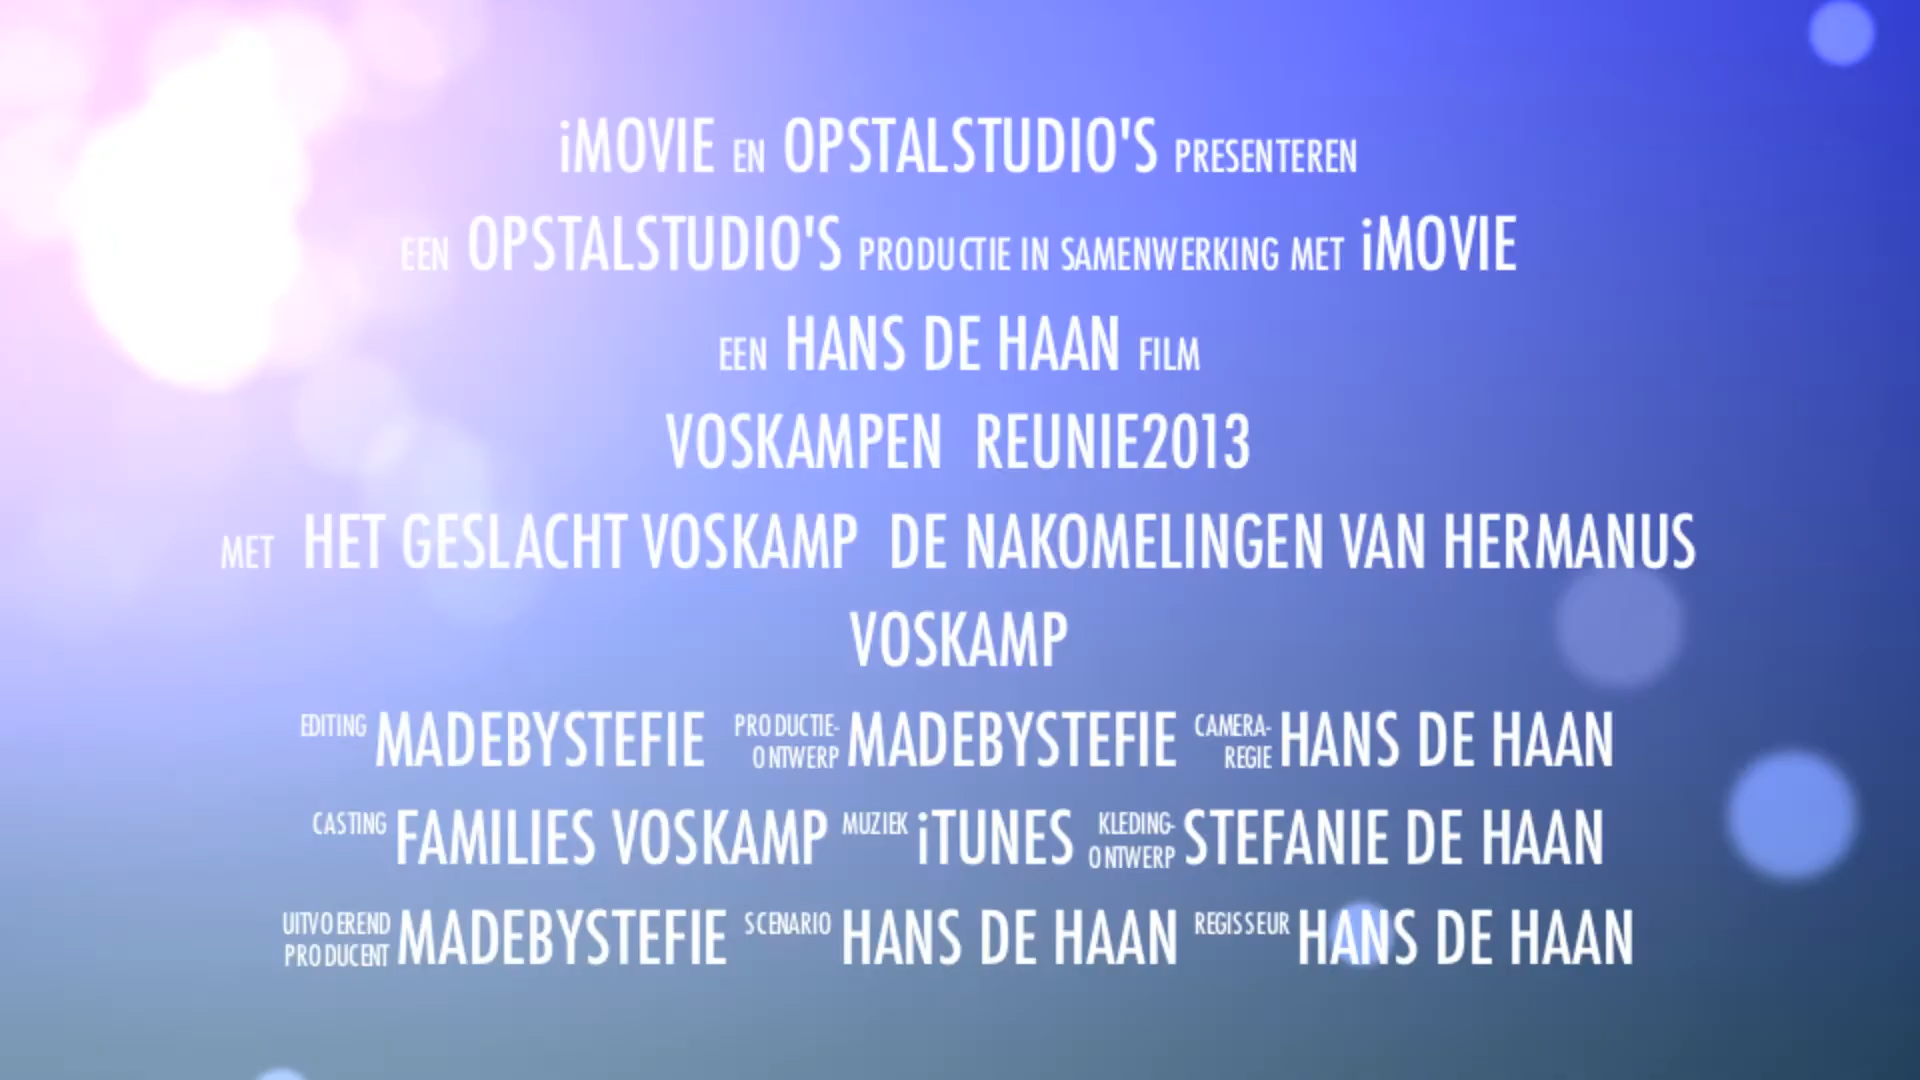 iMOVIE EN OPSTALSTUDIO'S PRESENTEREN
EEN OPSTALSTUDIO'S PRODUCTIE IN SAMENWERKING MET iMOVIE
EEN HANS DE HAAN FILM
VOSKAMPEN REUNIE2013
MET HET GESLACHT VOSKAMP DE NAKOMELINGEN VAN HERMANUS
VOSKAMP
EDITING MADEBYSTEFIE PRODUCTIE-ONTWERP MADEBYSTEFIE CAMERA-REGIE HANS DE HAAN
CASTING FAMILIES VOSKAMP MUZIEK iTUNES KLEDING-ONTWERP STEFANIE DE HAAN
UITVOEREND PRODUCENT MADEBYSTEFIE SCENARIO HANS DE HAAN REGISSEUR HANS DE HAAN